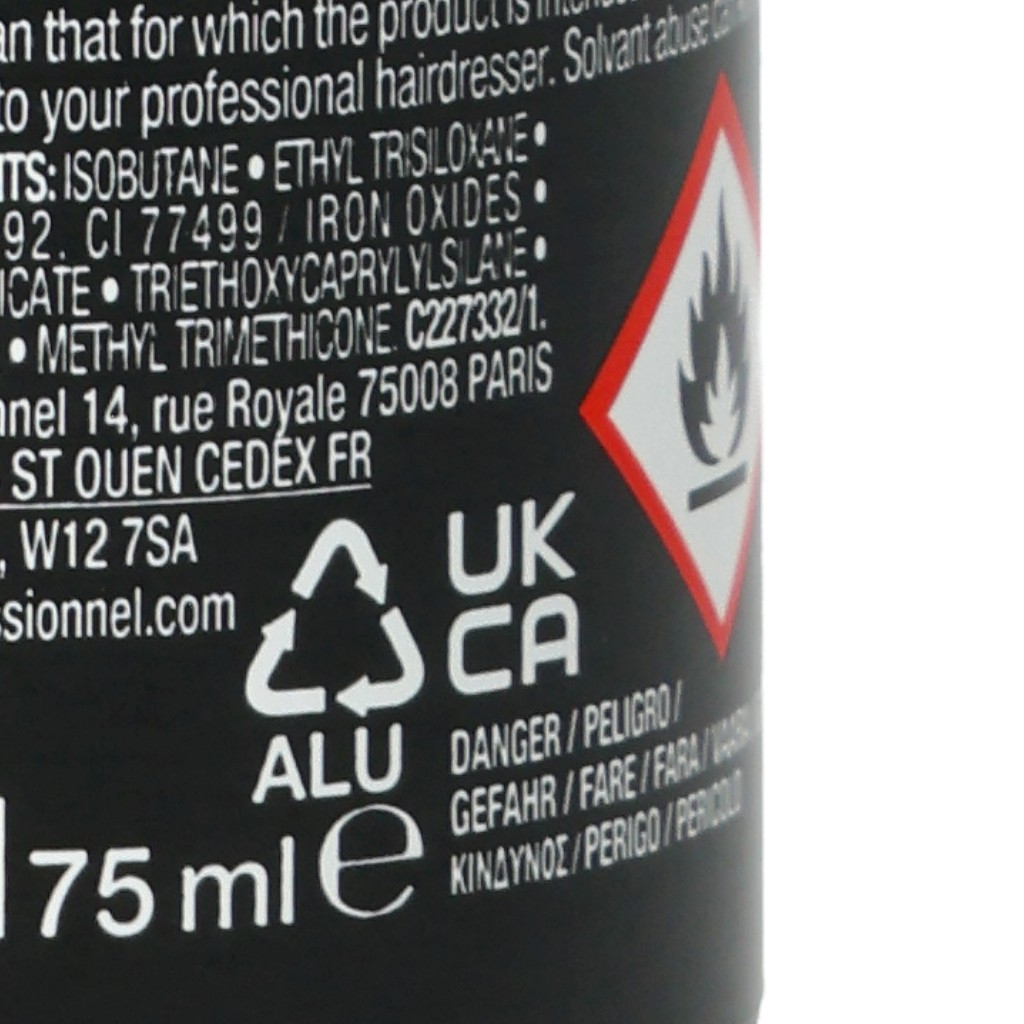 an that for which the product is
to your professional hairdresser. Solvant abuse
ITS: ISOBUTANE • ETHYL TRISILOXANE •
92. CI 77499 / IRON OXIDES •
ICATE • TRIETHOXYCAPRYLYLSILANE •
• METHYL TRIMETHICONE. C227332/1.
nnel 14, rue Royale 75008 PARIS
ST OUEN CEDEX FR
, W12 7SA
ssionnel.com
UK
CA
ALU
DANGER / PELIGRO /
GEFAHR / FARE / FARA /
ΚΙΝΔΥΝΟΣ / PERIGO / PERICOLO
75 ml ℮